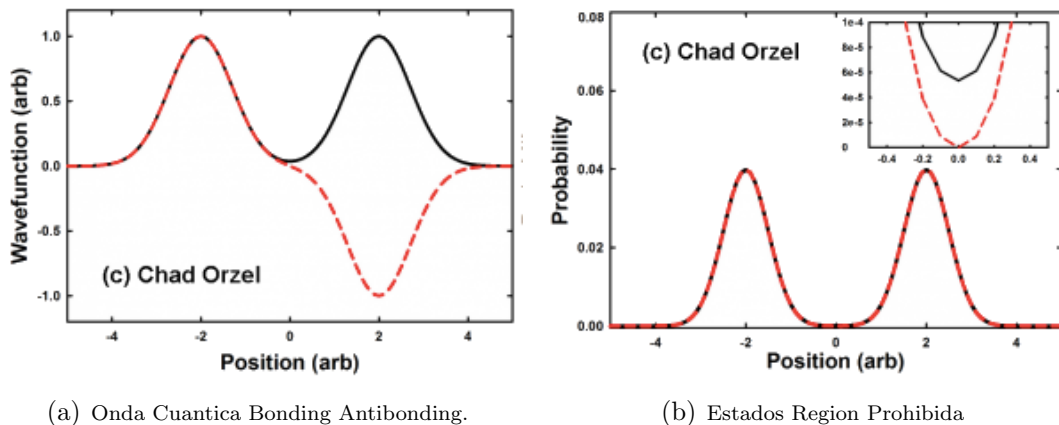 Wavefunction (arb)
1.0
0.5
0.0
-0.5
-1.0
(c) Chad Orzel
-4
-2
0
2
4
Position (arb)
(a) Onda Cuantica Bonding Antibonding.
Probability
0.08
0.06
0.04
0.02
0.00
(c) Chad Orzel
1e-4
8e-5
6e-5
4e-5
2e-5
0
-0.4
-0.2
0.0
0.2
0.4
-4
-2
0
2
4
Position (arb)
(b) Estados Region Prohibida